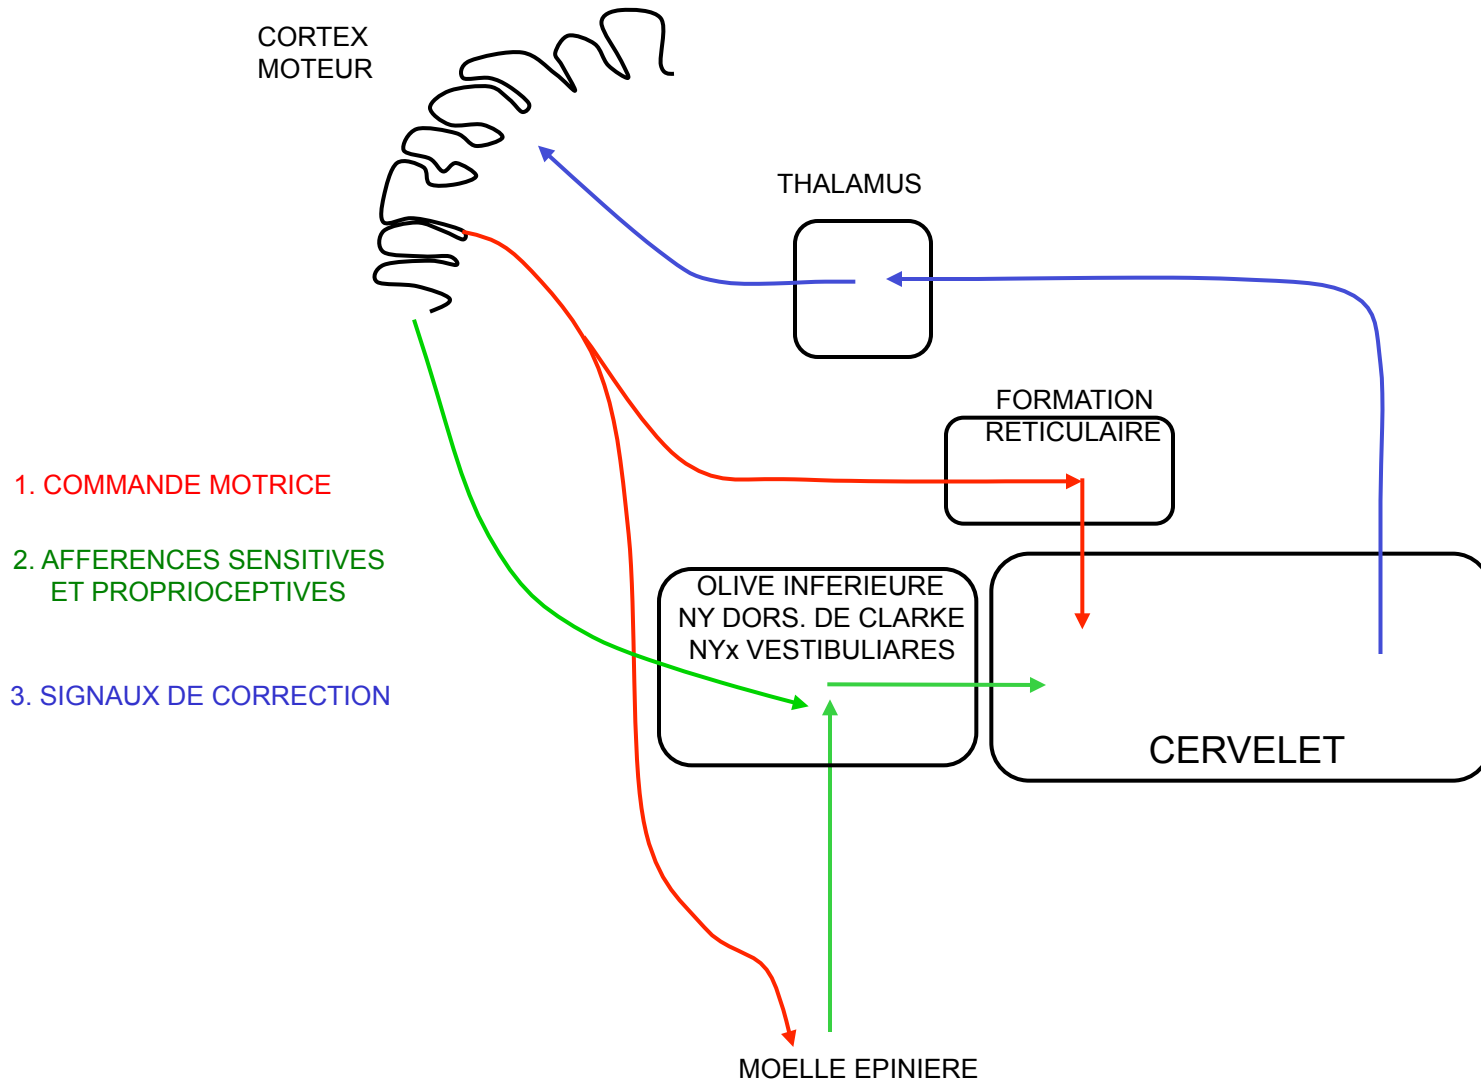 CORTEX
MOTEUR
THALAMUS
FORMATION
RETICULAIRE
1. COMMANDE MOTRICE
2. AFFERENCES SENSITIVES
ET PROPRIOCEPTIVES
3. SIGNAUX DE CORRECTION
OLIVE INFERIEURE
NY DORS. DE CLARKE
NYx VESTIBULIARES
CERVELET
MOELLE EPINIERE